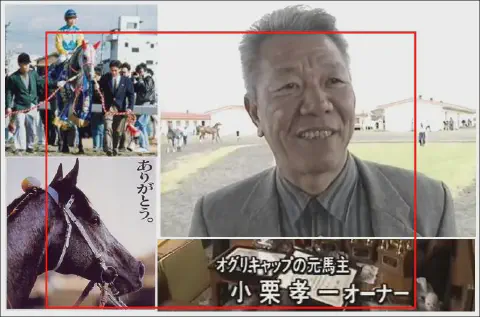 ありがとう。
オグリキャップの元馬主
小栗孝一オーナー